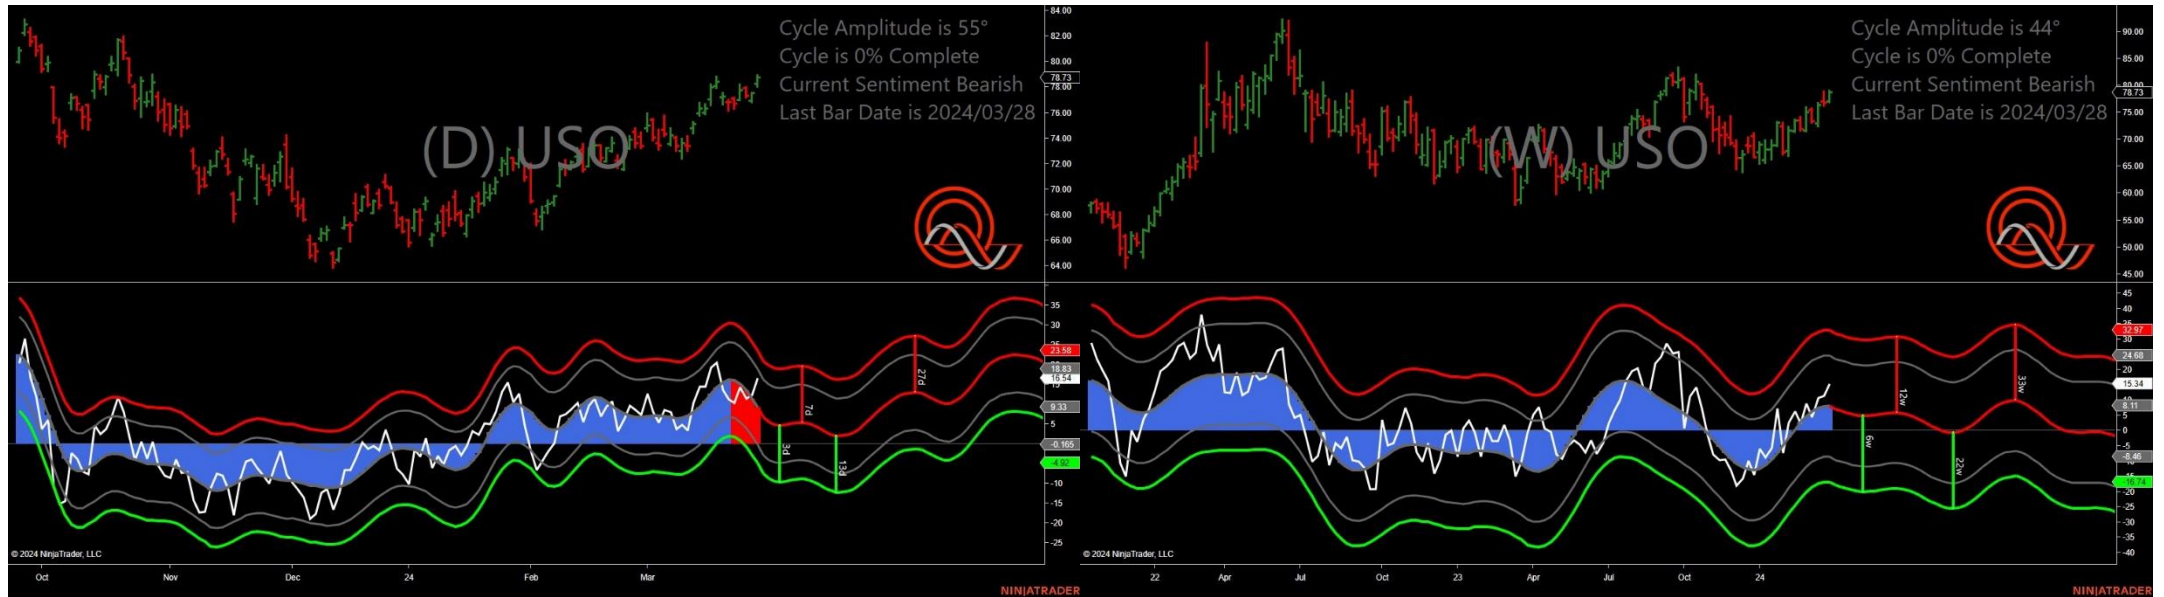 Cycle Amplitude is 55°
Cycle is 0% Complete
Current Sentiment Bearish
Last Bar Date is 2024/03/28
(D) USO
84.00
82.00
80.00
78.73
78.00
76.00
74.00
72.00
70.00
68.00
66.00
64.00
35
30
23.58
18.83
16.54
15
9.33
5
-0.165
-4.92
-10
-15
-20
-25
3d
7d
13d
27d
© 2024 NinjaTrader, LLC
Oct Nov Dec 24 Feb Mar
NINJATRADER
Cycle Amplitude is 44°
Cycle is 0% Complete
Current Sentiment Bearish
Last Bar Date is 2024/03/28
(W) USO
90.00
85.00
80.00
78.73
75.00
70.00
65.00
60.00
55.00
50.00
45.00
45
40
32.97
30
24.68
20
15.34
8.11
5
0
-5
-8.46
-16.74
-20
-25
-30
-35
-40
6w
12w
22w
33w
© 2024 NinjaTrader, LLC
22 Apr Jul Oct 23 Apr Jul Oct 24
NINJATRADER